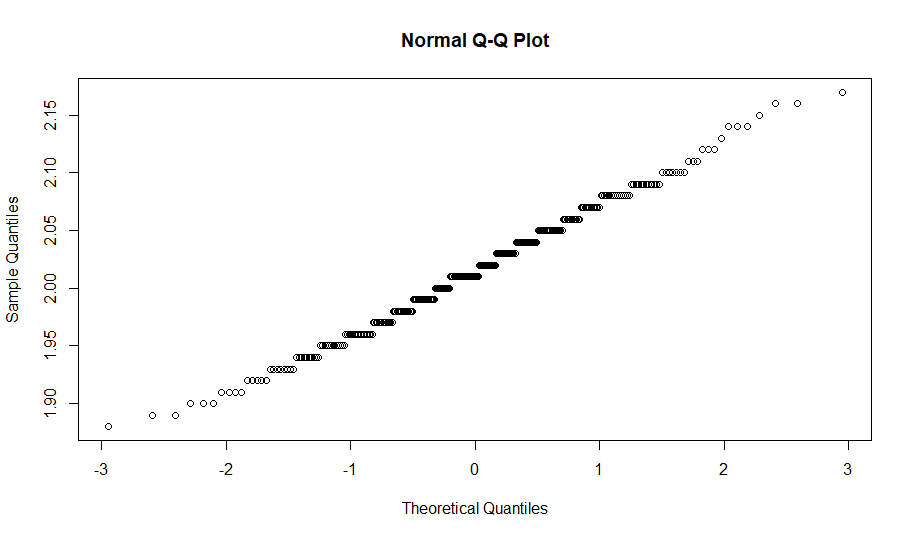 Normal Q-Q Plot
Sample Quantiles
2.15
2.10
2.05
2.00
1.95
1.90
-3 -2 -1 0 1 2 3
Theoretical Quantiles